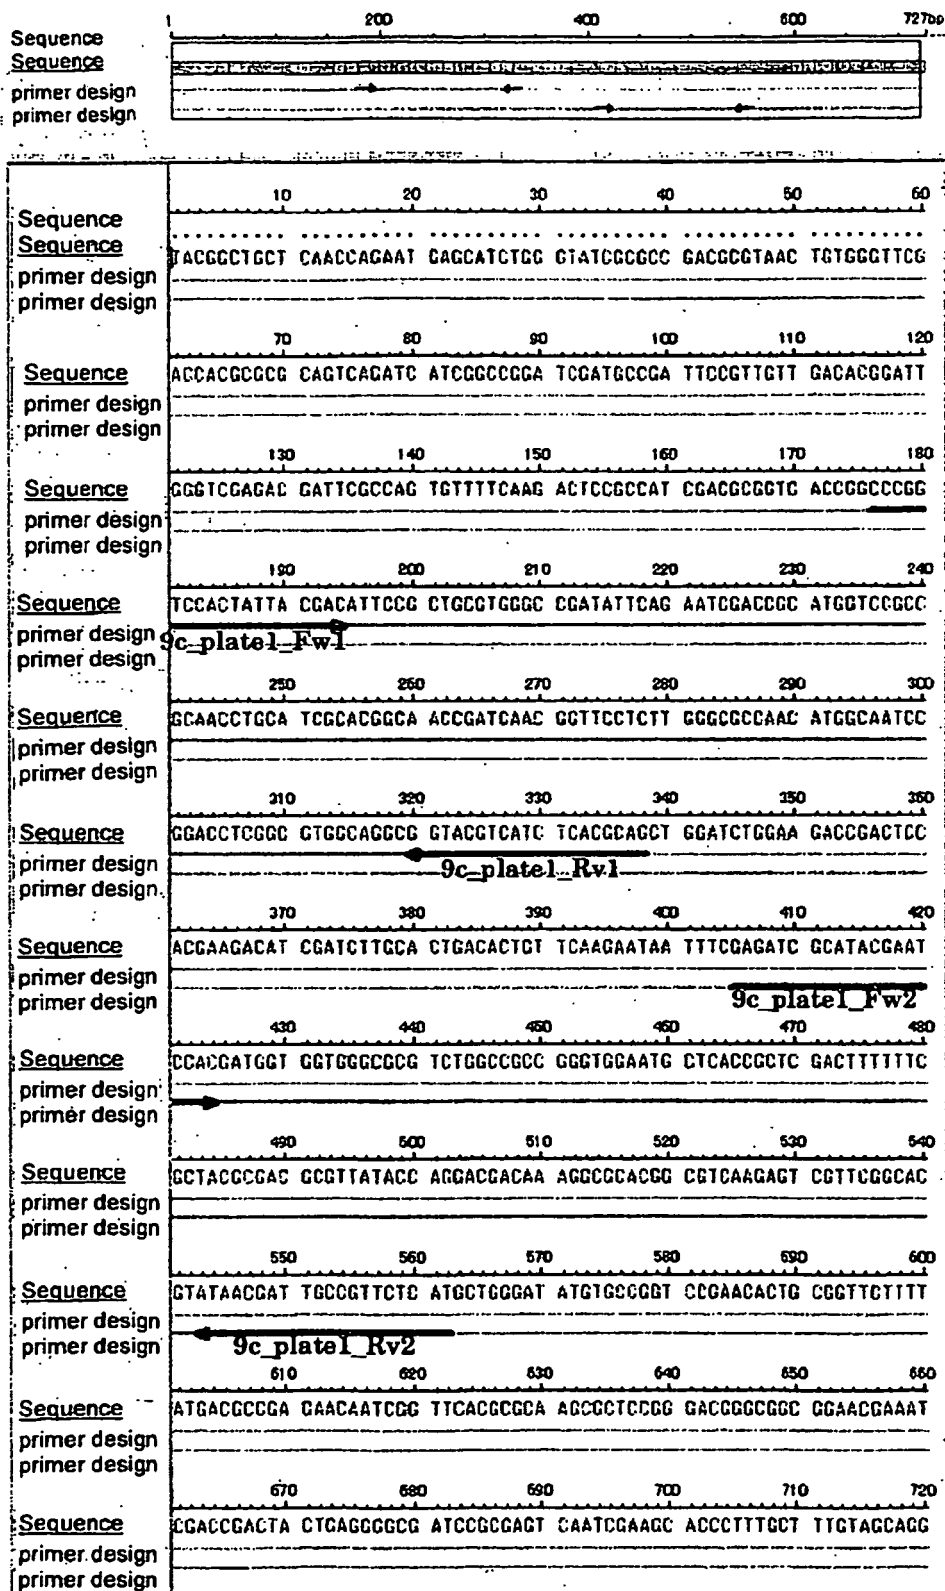 1 200 400 600 727bp
Sequence
Sequence
primer design
primer design
10 20 30 40 50 60
Sequence
Sequence
TACGGCTGCT CAACCAGAAT GAGCATCTGG GTATCGCGCC GACGCGTAAC TGTGGGTTCG
primer design
primer design
70 80 90 100 110 120
Sequence ACCACGCGCG CAGTCAGATC ATCGGCCGGA TCGATGCCGA TTCCGTTGTT GACACGGATT
primer design
primer design
130 140 150 160 170 180
Sequence GGGTCGAGAC GATTCGCCAG TGTTTTCAAG ACTCCGCCAT CGACGCGGTC ACCGGCCCGG
primer design
primer design
190 200 210 220 230 240
Sequence TCCACTATTA CGACATTCCG CTGCGTGGGC CGATATTCAG AATCGACCGC ATGGTCCGCC
primer design
9c_plate1_Fw1
primer design
250 260 270 280 290 300
Sequence GCAACCTGCA TCGCACGGCA ACCGATCAAC GGTTCCTCTT GGGCGCCAAC ATGGCAATCC
primer design
primer design
310 320 330 340 350 360
Sequence GGACCTCGGC GTGGCAGGCG GTACGTCATC TCACGCAGCT GGATCTGGAA GACCGACTCC
primer design
9c_plate1_Rv1
primer design
370 380 390 400 410 420
Sequence ACGAAGACAT CGATCTTGCA CTGACACTGT TCAAGAATAA TTTCGAGATC GCATACGAAT
primer design
primer design
9c_plate1_Fw2
430 440 450 460 470 480
Sequence CCACGATGGT GGTGGGCGCG TCTGGCCGCC GGGTGGAATG CTCACCGCTC GACTTTTTTC
primer design
primer design
490 500 510 520 530 540
Sequence GCTACGCGAC GCGTTATACC AGGACGACAA AGGCGCACGG CGTCAAGAGT CGTTCGGCAC
primer design
primer design
550 560 570 580 590 600
Sequence GTATAACGAT TGCCGTTCTC ATGCTGGGAT ATGTGCCGGT CCGAACACTG CGGTTCTTTT
primer design
primer design
9c_plate1_Rv2
610 620 630 640 650 660
Sequence ATGACGCCGA GAACAATCGG TTCACGCGCA AGCGCTCCGG GACGGGCGGC GGAACGAAAT
primer design
primer design
670 680 690 700 710 720
Sequence CGACCGACTA CTGAGGGGCG ATCCGCGAGT CAATCGAAGC ACCCTTTGCT TTGTAGCAGG
primer design
primer design